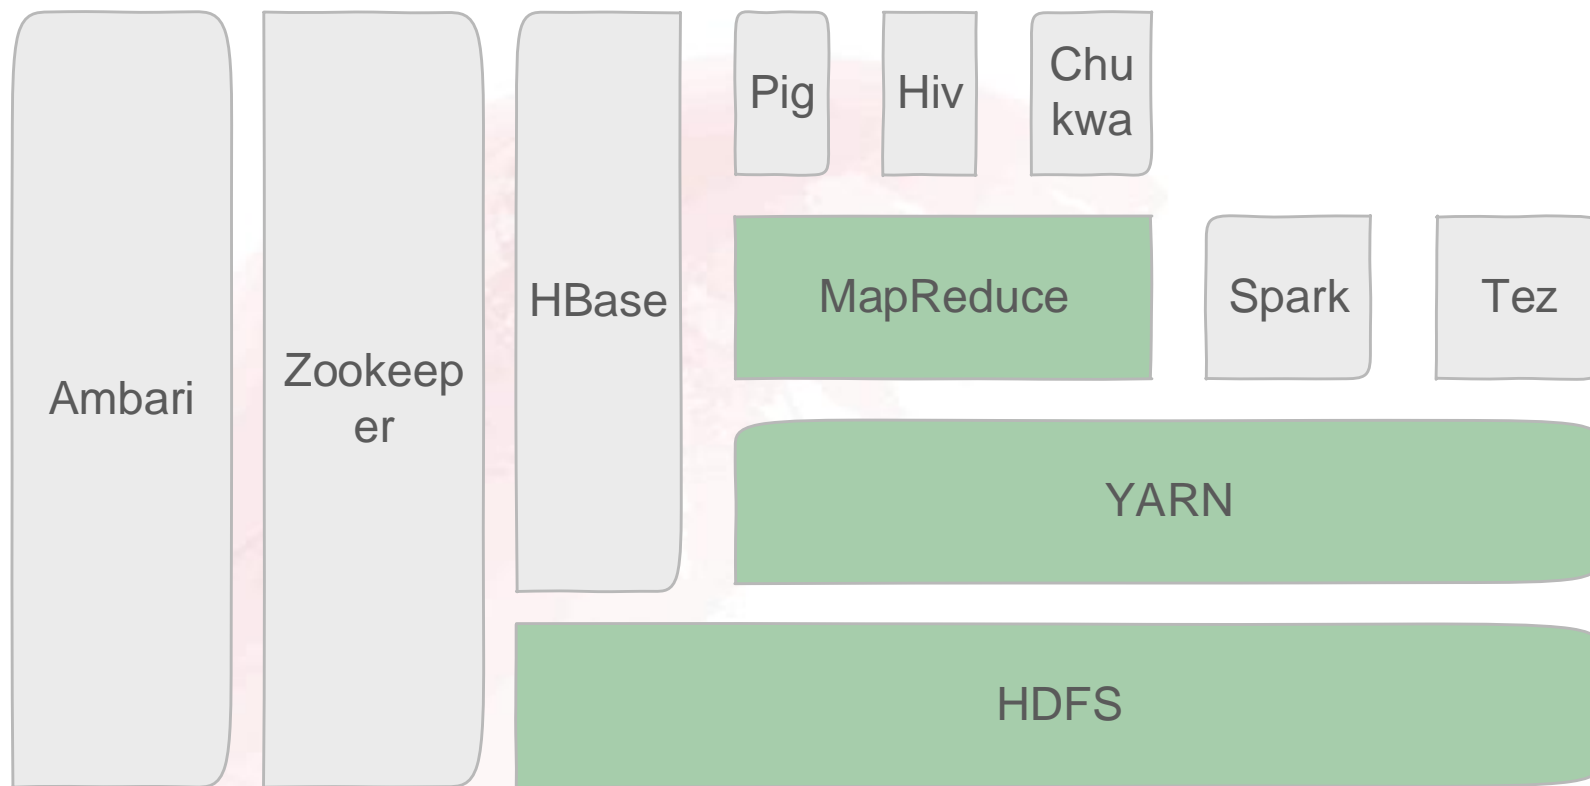 Ambari
Zookeep
er
HBase
Pig
Hiv
Chu
kwa
MapReduce
Spark
Tez
YARN
HDFS